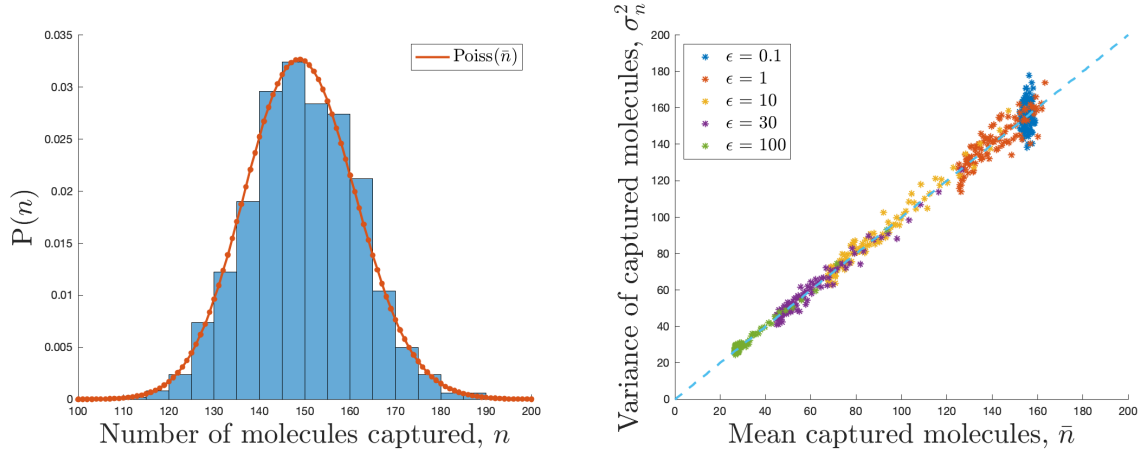 P(n)
0.035
0.03
0.025
0.02
0.015
0.01
0.005
0
100 110 120 130 140 150 160 170 180 190 200
Number of molecules captured, n
Poiss(n̄)
Variance of captured molecules, σ²ₙ
200
180
160
140
120
100
80
60
40
20
0
0 20 40 60 80 100 120 140 160 180 200
Mean captured molecules, n̄
ϵ = 0.1
ϵ = 1
ϵ = 10
ϵ = 30
ϵ = 100